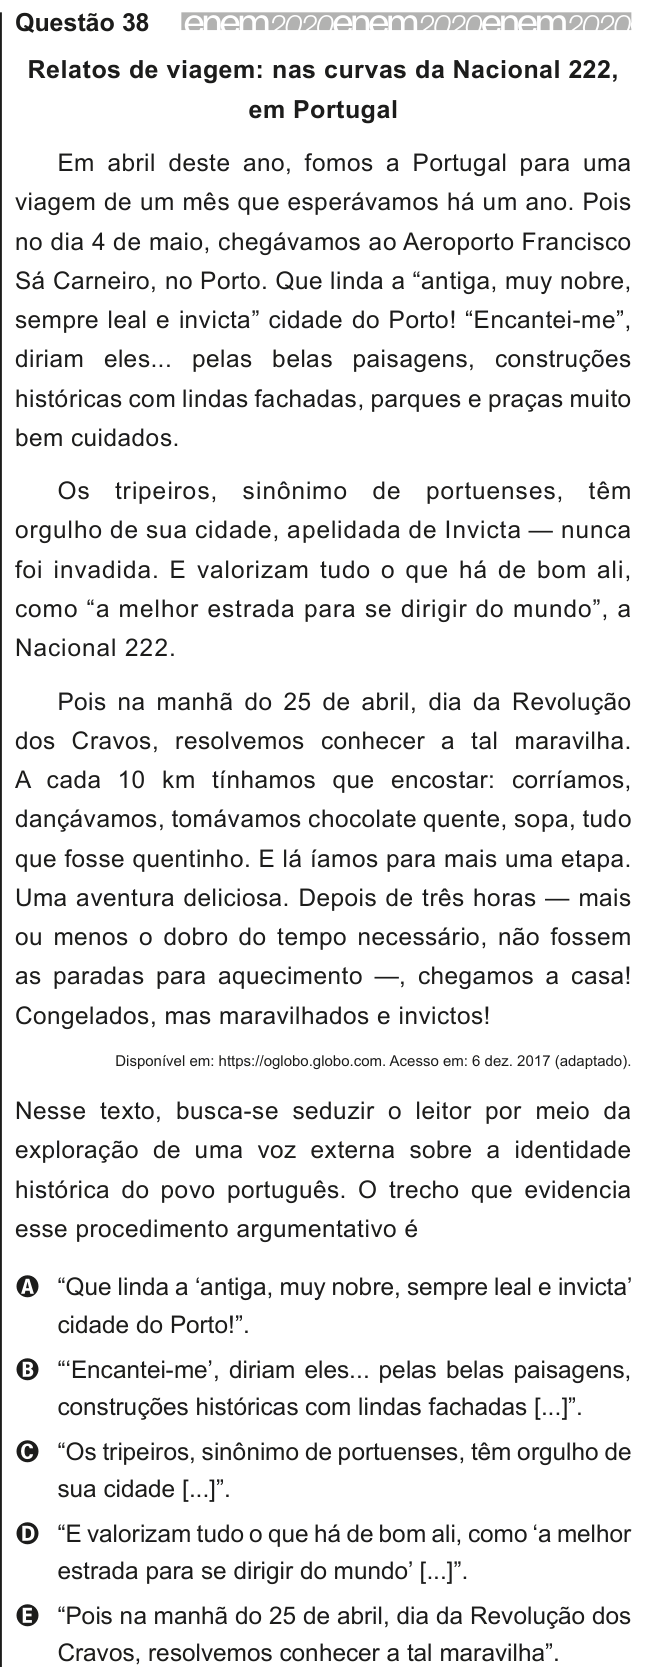 Questão 38 enem2020enem2020enem2020
Relatos de viagem: nas curvas da Nacional 222,
em Portugal
Em abril deste ano, fomos a Portugal para uma
viagem de um mês que esperávamos há um ano. Pois
no dia 4 de maio, chegávamos ao Aeroporto Francisco
Sá Carneiro, no Porto. Que linda a “antiga, muy nobre,
sempre leal e invicta” cidade do Porto! “Encantei-me”,
diriam eles... pelas belas paisagens, construções
históricas com lindas fachadas, parques e praças muito
bem cuidados.
Os tripeiros, sinônimo de portuenses, têm
orgulho de sua cidade, apelidada de Invicta — nunca
foi invadida. E valorizam tudo o que há de bom ali,
como “a melhor estrada para se dirigir do mundo”, a
Nacional 222.
Pois na manhã do 25 de abril, dia da Revolução
dos Cravos, resolvemos conhecer a tal maravilha.
A cada 10 km tínhamos que encostar: corríamos,
dançávamos, tomávamos chocolate quente, sopa, tudo
que fosse quentinho. E lá íamos para mais uma etapa.
Uma aventura deliciosa. Depois de três horas — mais
ou menos o dobro do tempo necessário, não fossem
as paradas para aquecimento —, chegamos a casa!
Congelados, mas maravilhados e invictos!
Disponível em: https://oglobo.globo.com. Acesso em: 6 dez. 2017 (adaptado).
Nesse texto, busca-se seduzir o leitor por meio da
exploração de uma voz externa sobre a identidade
histórica do povo português. O trecho que evidencia
esse procedimento argumentativo é
A “Que linda a ‘antiga, muy nobre, sempre leal e invicta’
cidade do Porto!”.
B “‘Encantei-me’, diriam eles... pelas belas paisagens,
construções históricas com lindas fachadas [...]”.
C “Os tripeiros, sinônimo de portuenses, têm orgulho de
sua cidade [...]”.
D “E valorizam tudo o que há de bom ali, como ‘a melhor
estrada para se dirigir do mundo’ [...]”.
E “Pois na manhã do 25 de abril, dia da Revolução dos
Cravos, resolvemos conhecer a tal maravilha”.